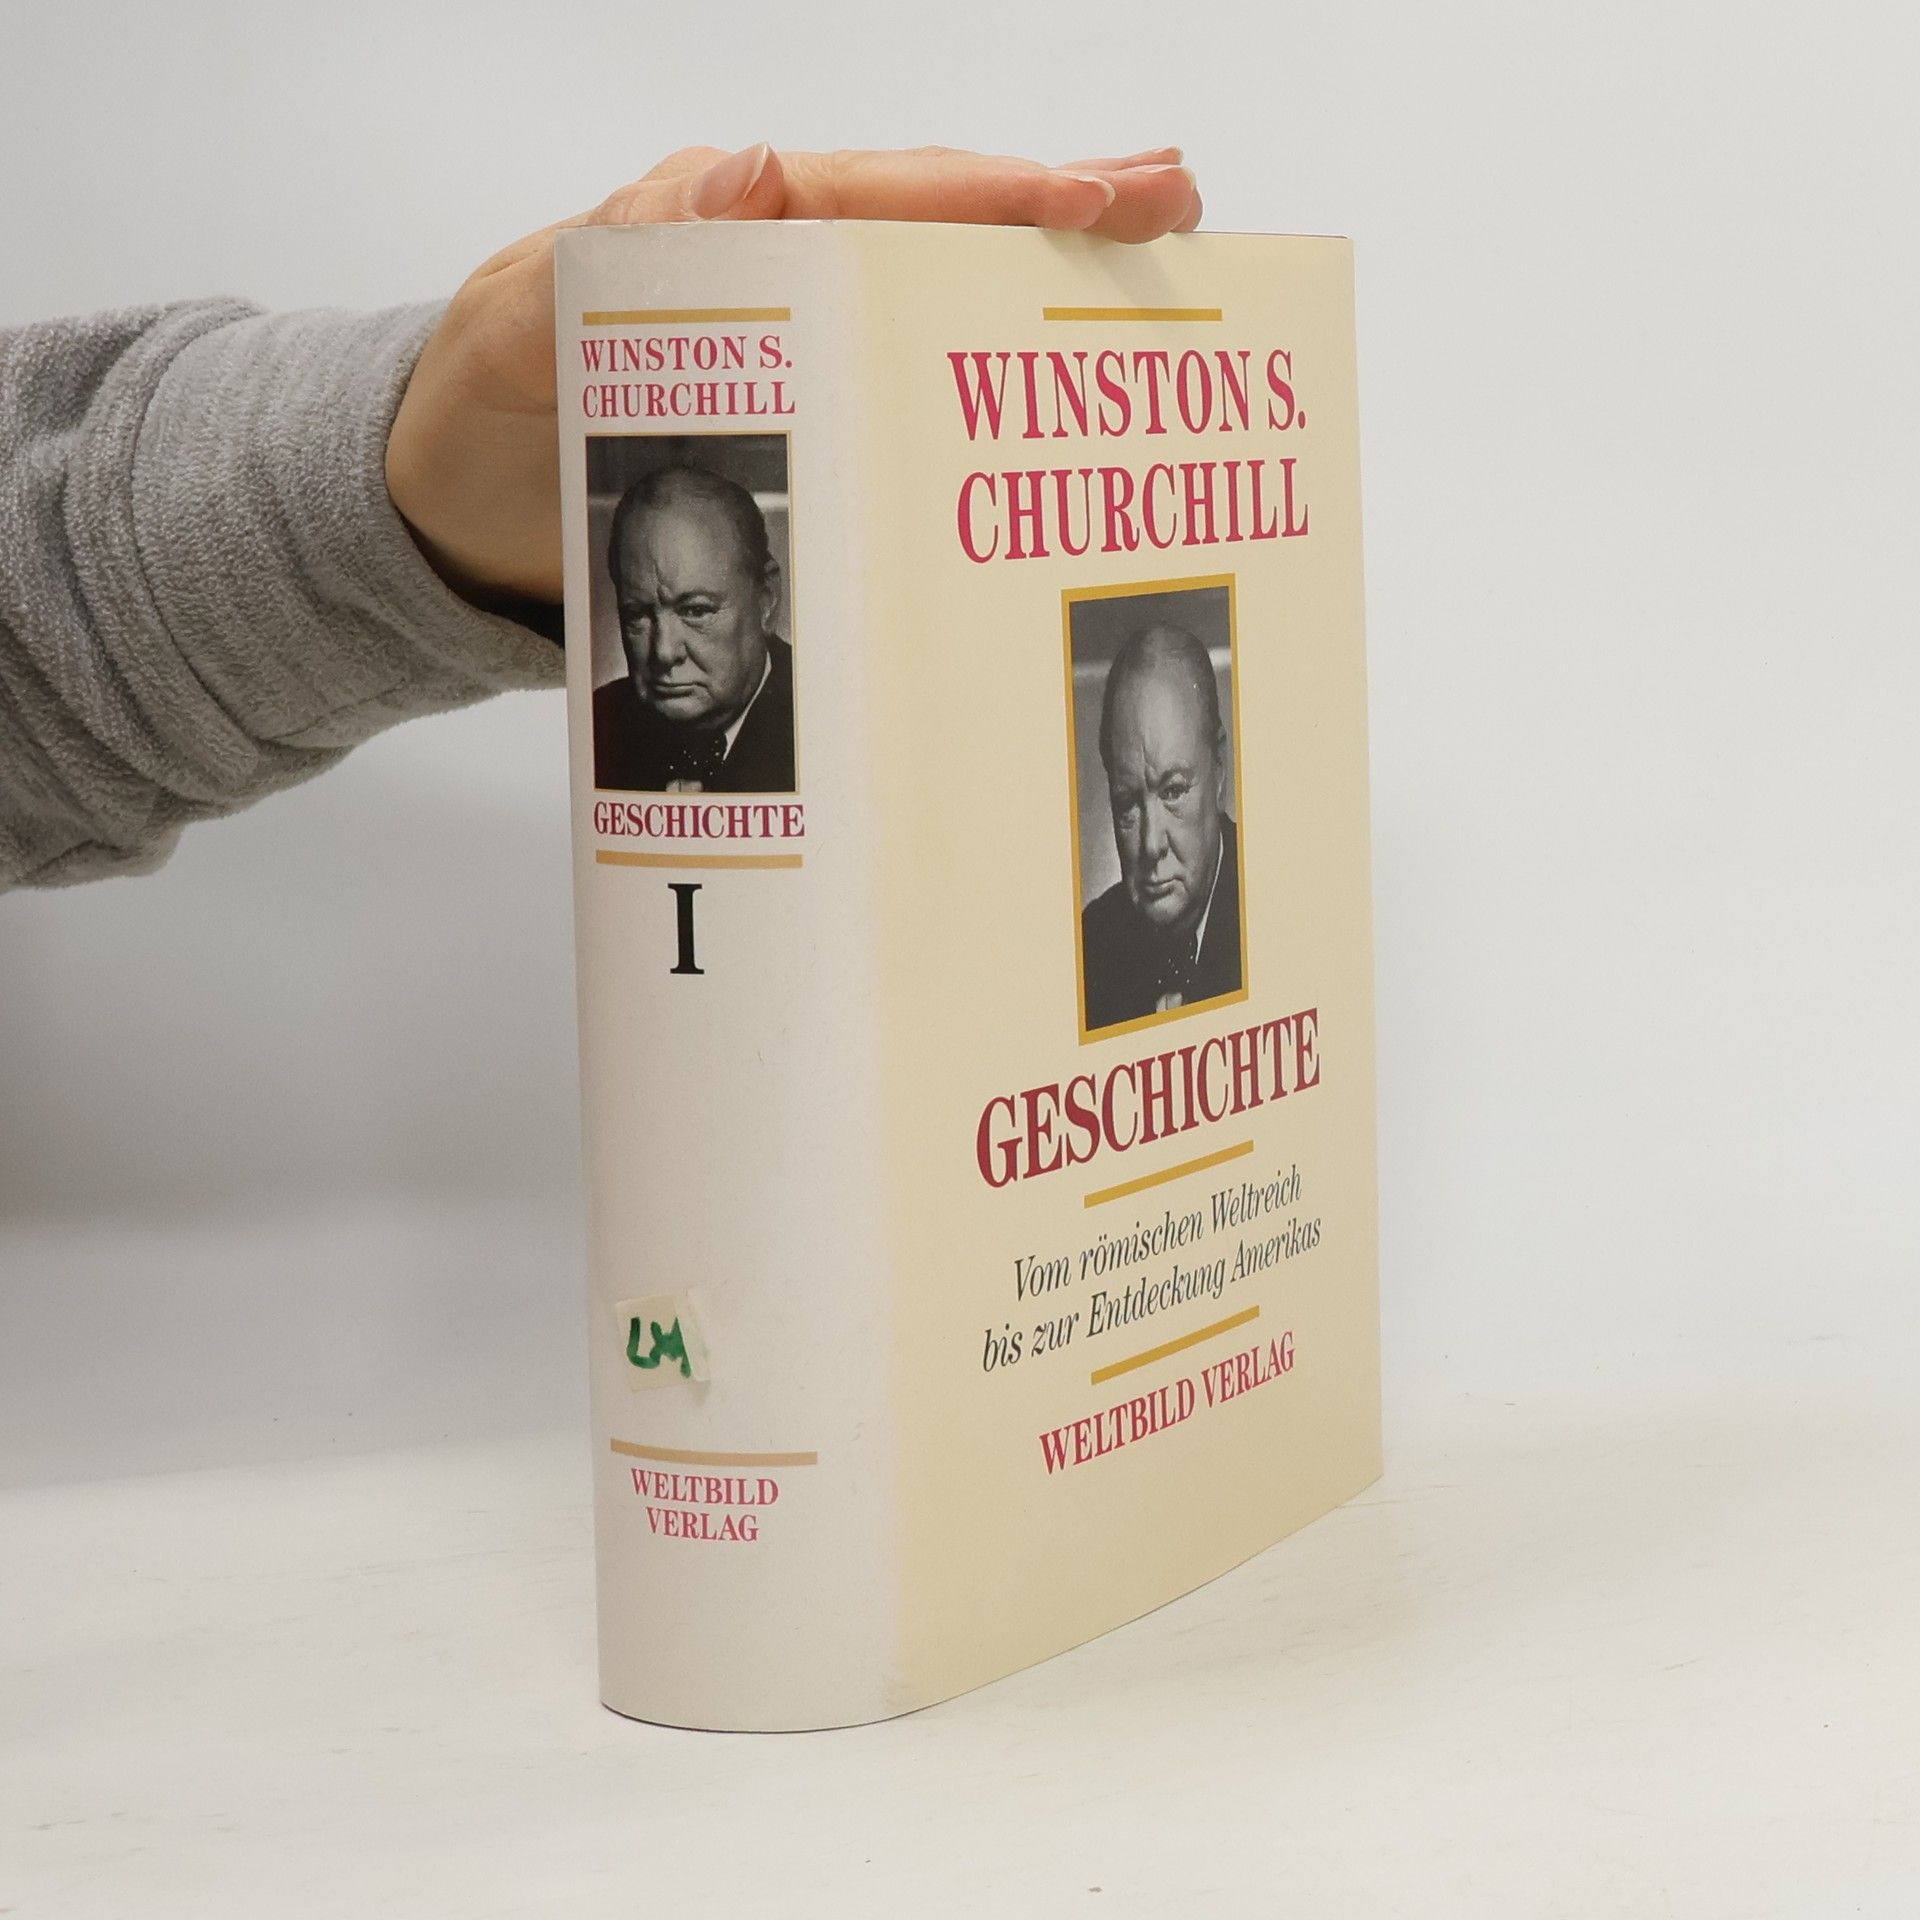 WINSTON S.
CHURCHILL
GESCHICHTE
I
WELTBILD
VERLAG
WINSTON S.
CHURCHILL
GESCHICHTE
Vom römischen Weltreich
bis zur Entdeckung Amerikas
WELTBILD VERLAG